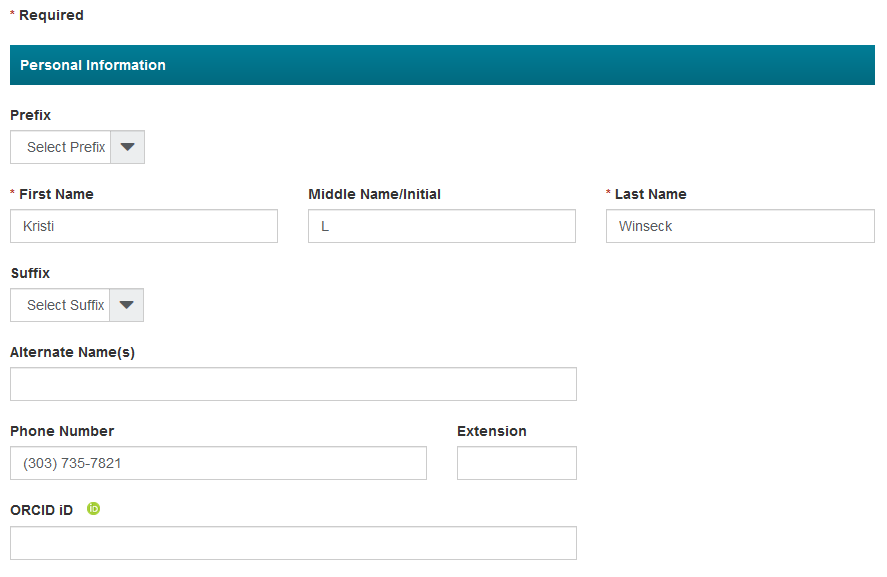 * Required
Personal Information
Prefix
Select Prefix
* First Name Middle Name/Initial * Last Name
Kristi L Winseck
Suffix
Select Suffix
Alternate Name(s)
Phone Number Extension
(303) 735-7821
ORCID iD iD